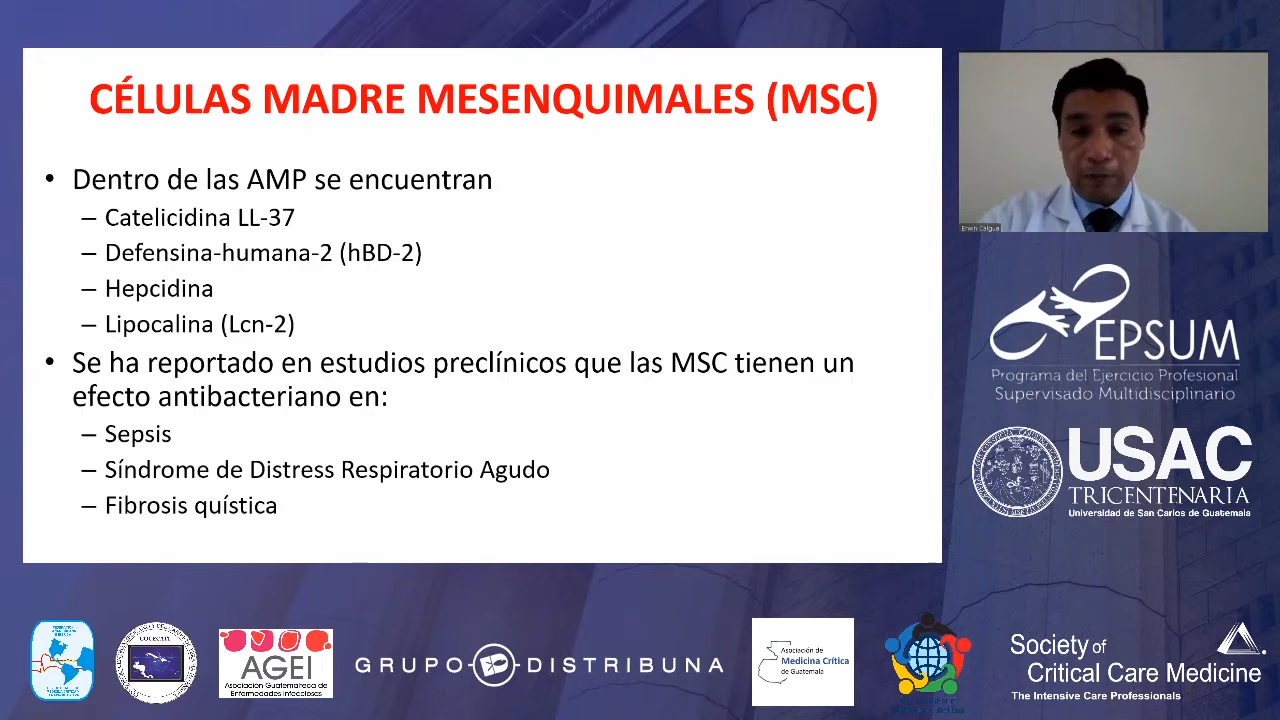 CÉLULAS MADRE MESENQUIMALES (MSC)
• Dentro de las AMP se encuentran
– Catelicidina LL-37
– Defensina-humana-2 (hBD-2)
– Hepcidina
– Lipocalina (Lcn-2)
• Se ha reportado en estudios preclínicos que las MSC tienen un
efecto antibacteriano en:
– Sepsis
– Síndrome de Distress Respiratorio Agudo
– Fibrosis quística
Erwin Calgua
EPSUM
Programa del Ejercicio Profesional
Supervisado Multidisciplinario
USAC
TRICENTENARIA
Universidad de San Carlos de Guatemala
COCECATI
AGEI
Asociación Guatemalteca de
Enfermedades Infecciosas
GRUPO DISTRIBUNA
Asociación de
Medicina Crítica
de Guatemala
Society of
Critical Care Medicine
The Intensive Care Professionals